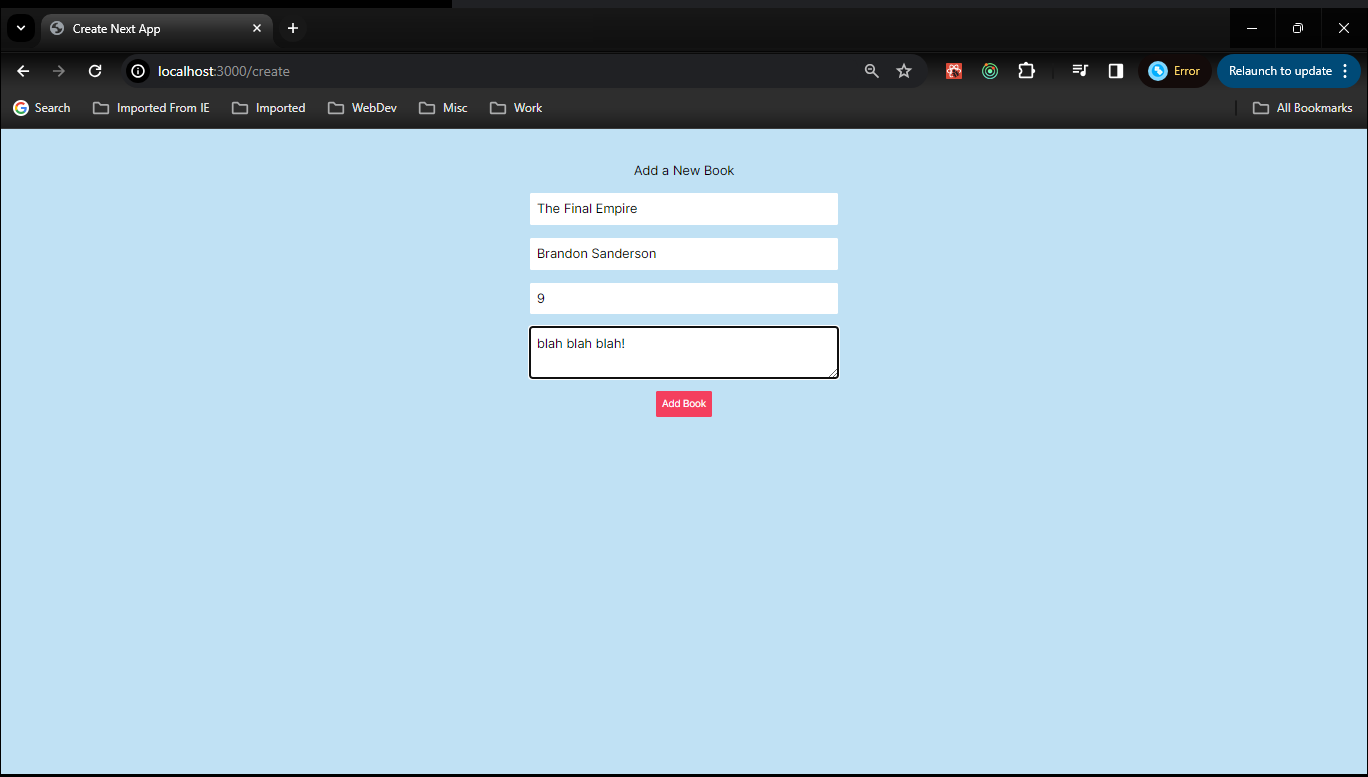 Create Next App
localhost:3000/create
Error
Relaunch to update
Search
Imported From IE
Imported
WebDev
Misc
Work
All Bookmarks
Add a New Book
The Final Empire
Brandon Sanderson
9
blah blah blah!
Add Book